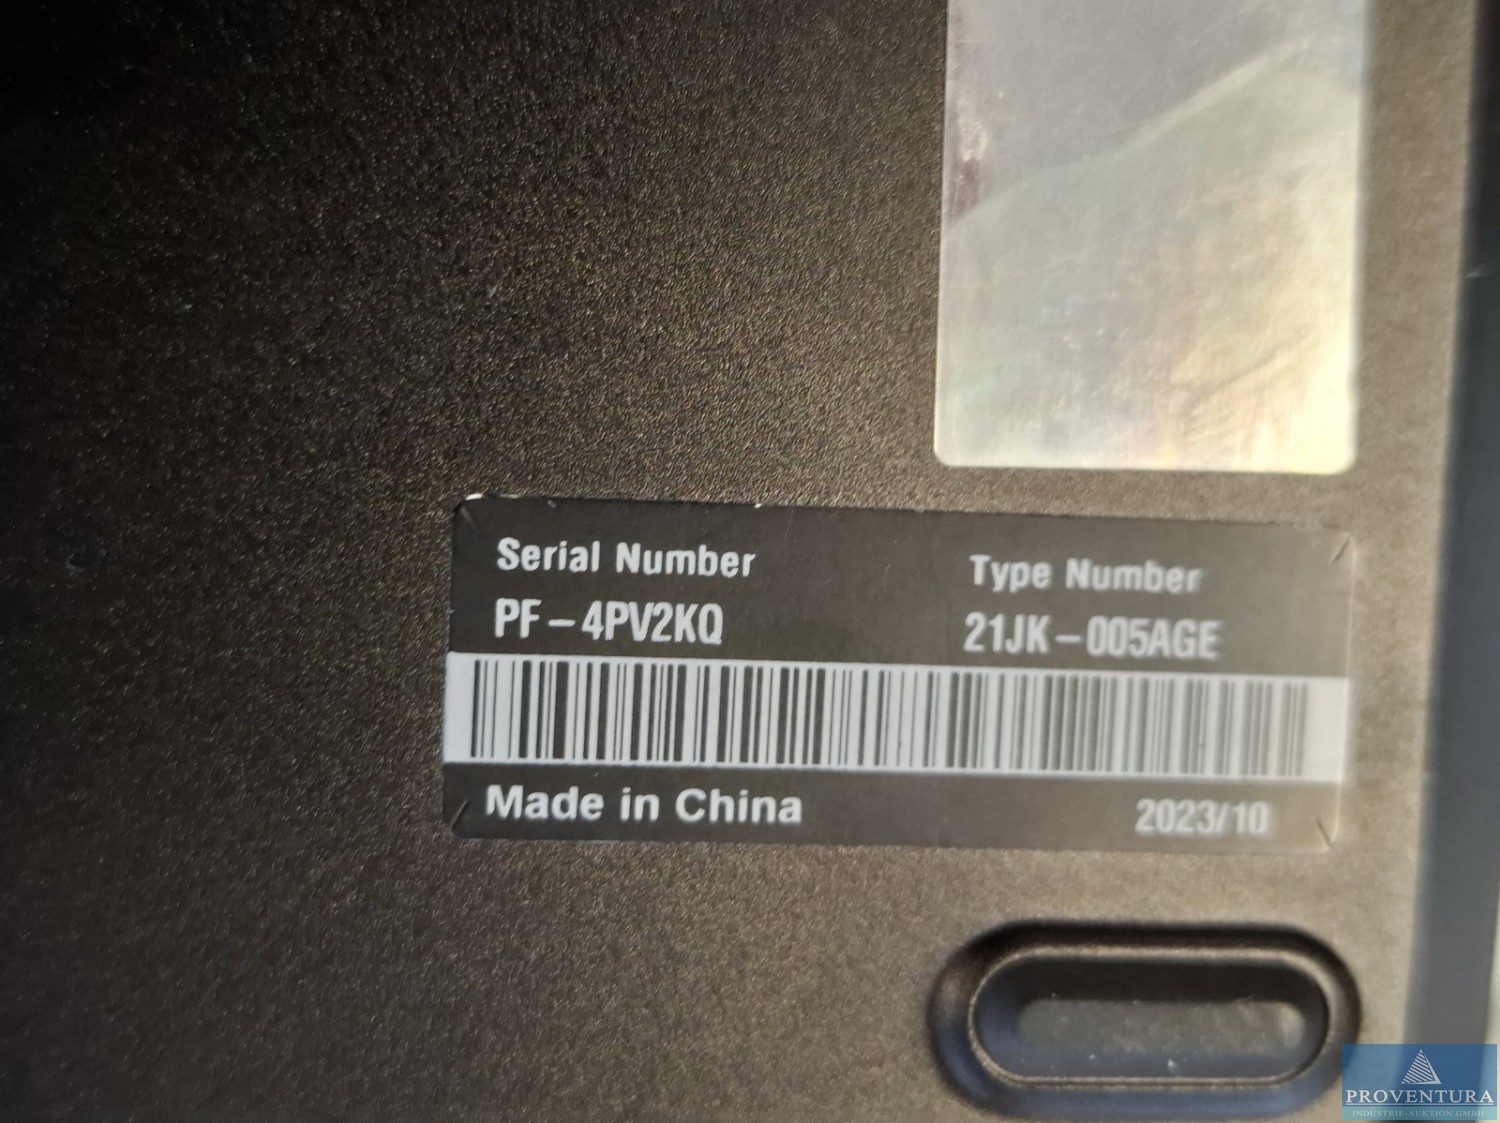 Serial Number Type Number
PF-4PV2KQ 21JK-005AGE
Made in China 2023/10
PROVENTURA
INDUSTRIE-AUKTION GMBH